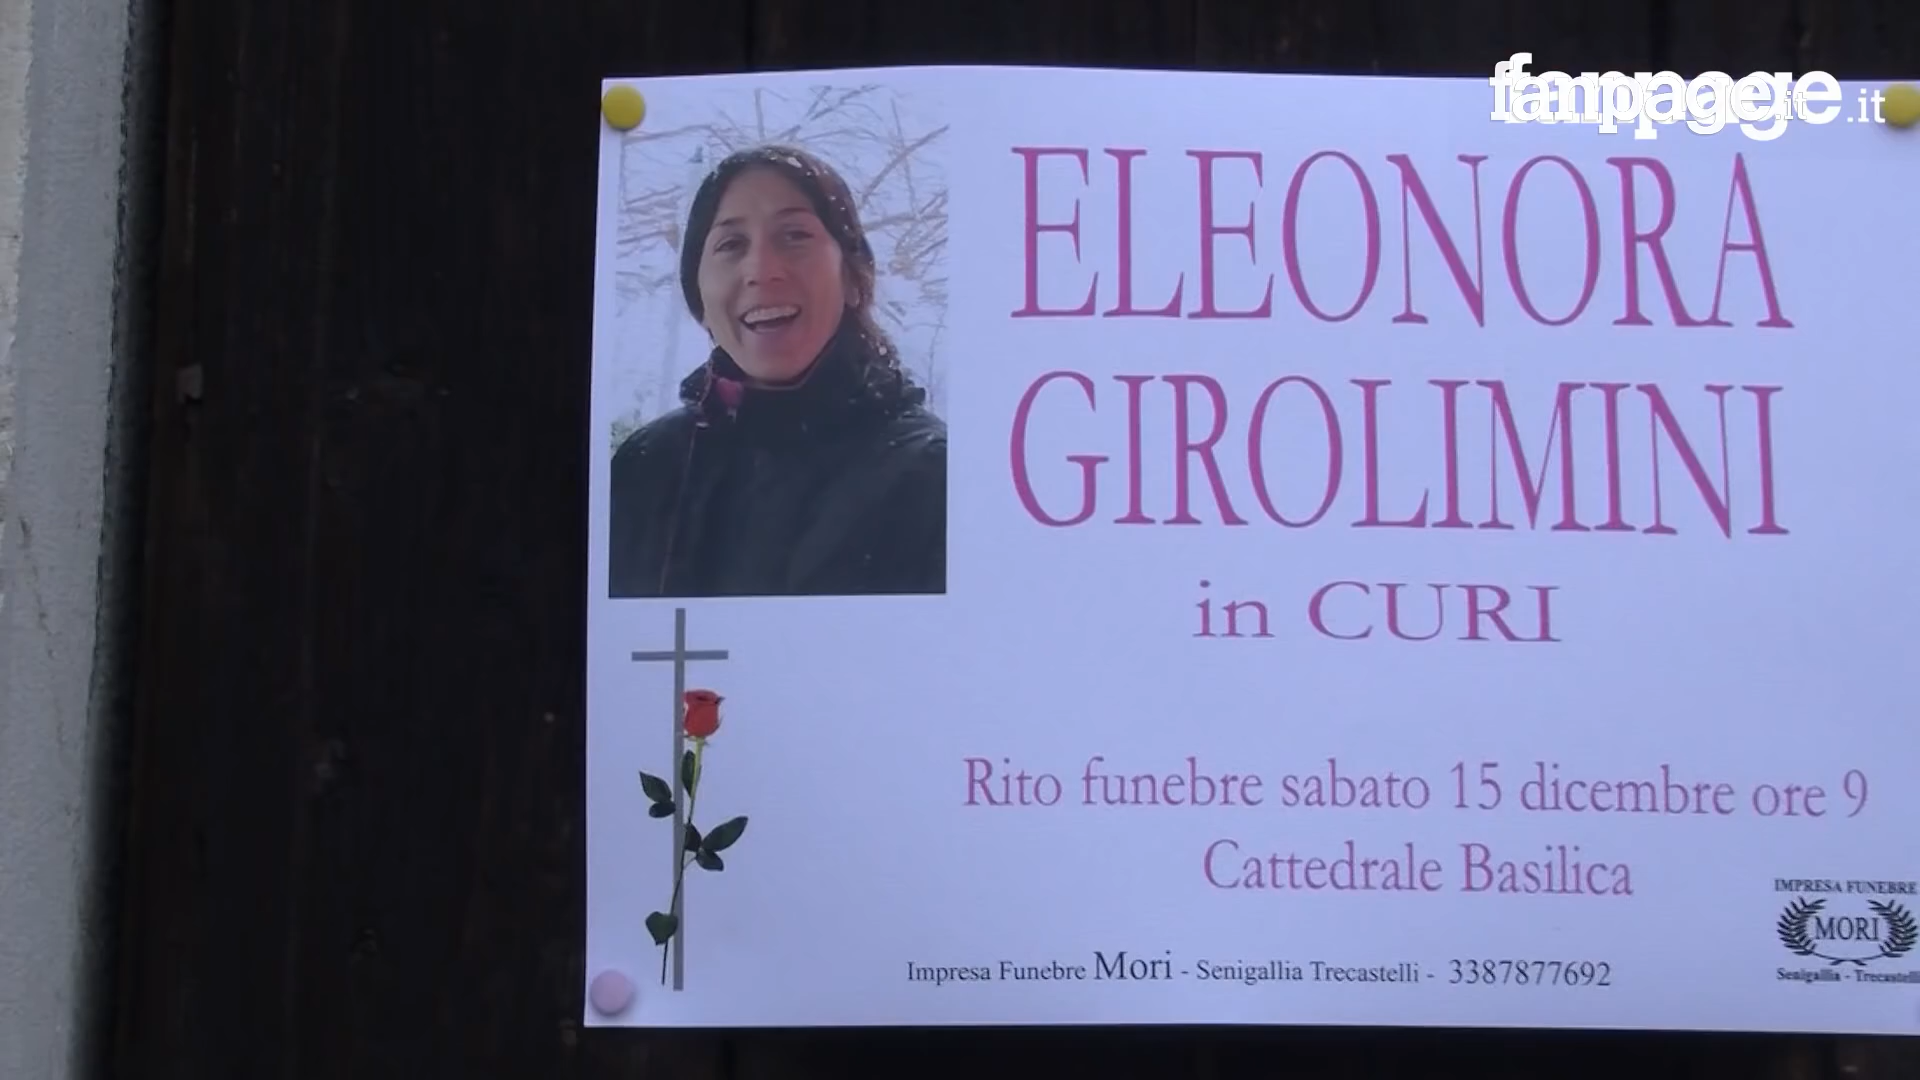 fanpage.it
ELEONORA
GIROLIMINI
in CURI
Rito funebre sabato 15 dicembre ore 9
Cattedrale Basilica
IMPRESA FUNEBRE
MORI
Senigallia - Trecastelli
Impresa Funebre Mori - Senigallia Trecastelli - 3387877692